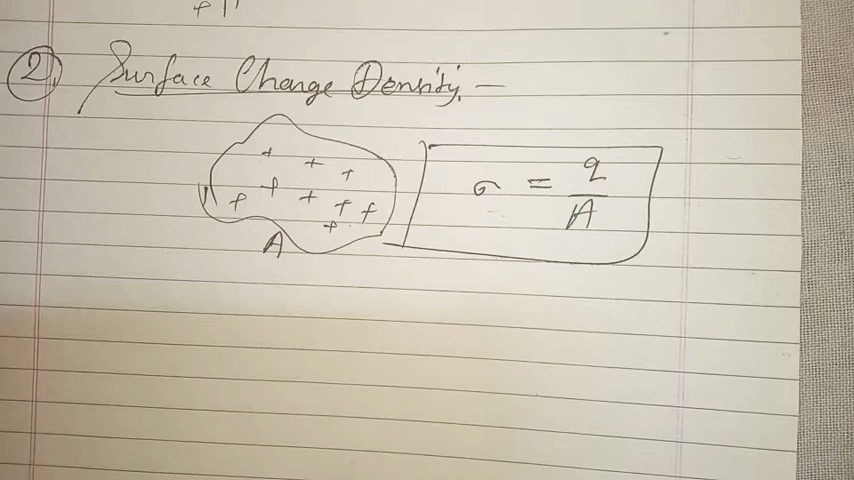 2. Surface Charge Density. —
+ + +
+ + + + +
+
σ = q/A
A